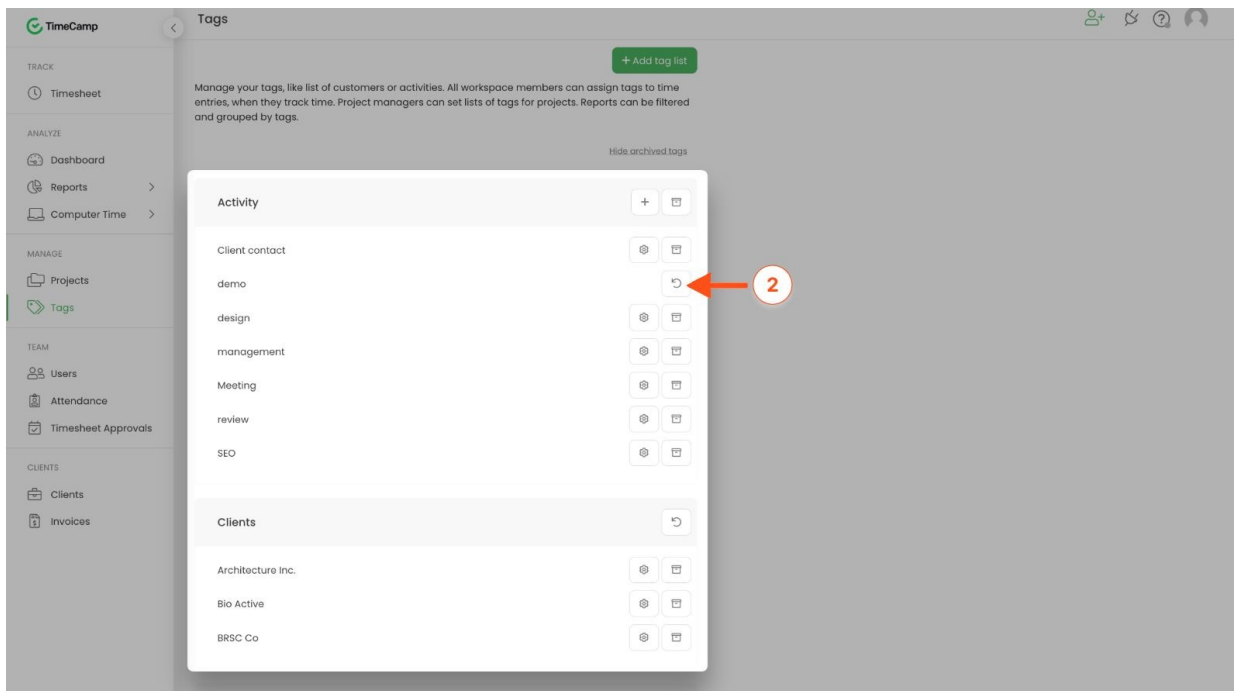 TimeCamp
Tags
+ Add tag list
TRACK
Timesheet
Manage your tags, like list of customers or activities. All workspace members can assign tags to time
entries, when they track time. Project managers can set lists of tags for projects. Reports can be filtered
and grouped by tags.
Hide archived tags
ANALYZE
Dashboard
Reports
Computer Time
MANAGE
Projects
Tags
TEAM
Users
Attendance
Timesheet Approvals
CLIENTS
Clients
Invoices
Activity
Client contact
demo
2
design
management
Meeting
review
SEO
Clients
Architecture Inc.
Bio Active
BRSC Co